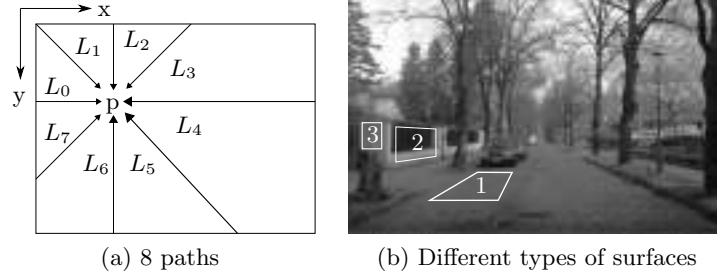 x
L₁ L₂
L₃
y L₀ p
L₇ L₄
L₆ L₅
3 2
1
(a) 8 paths
(b) Different types of surfaces